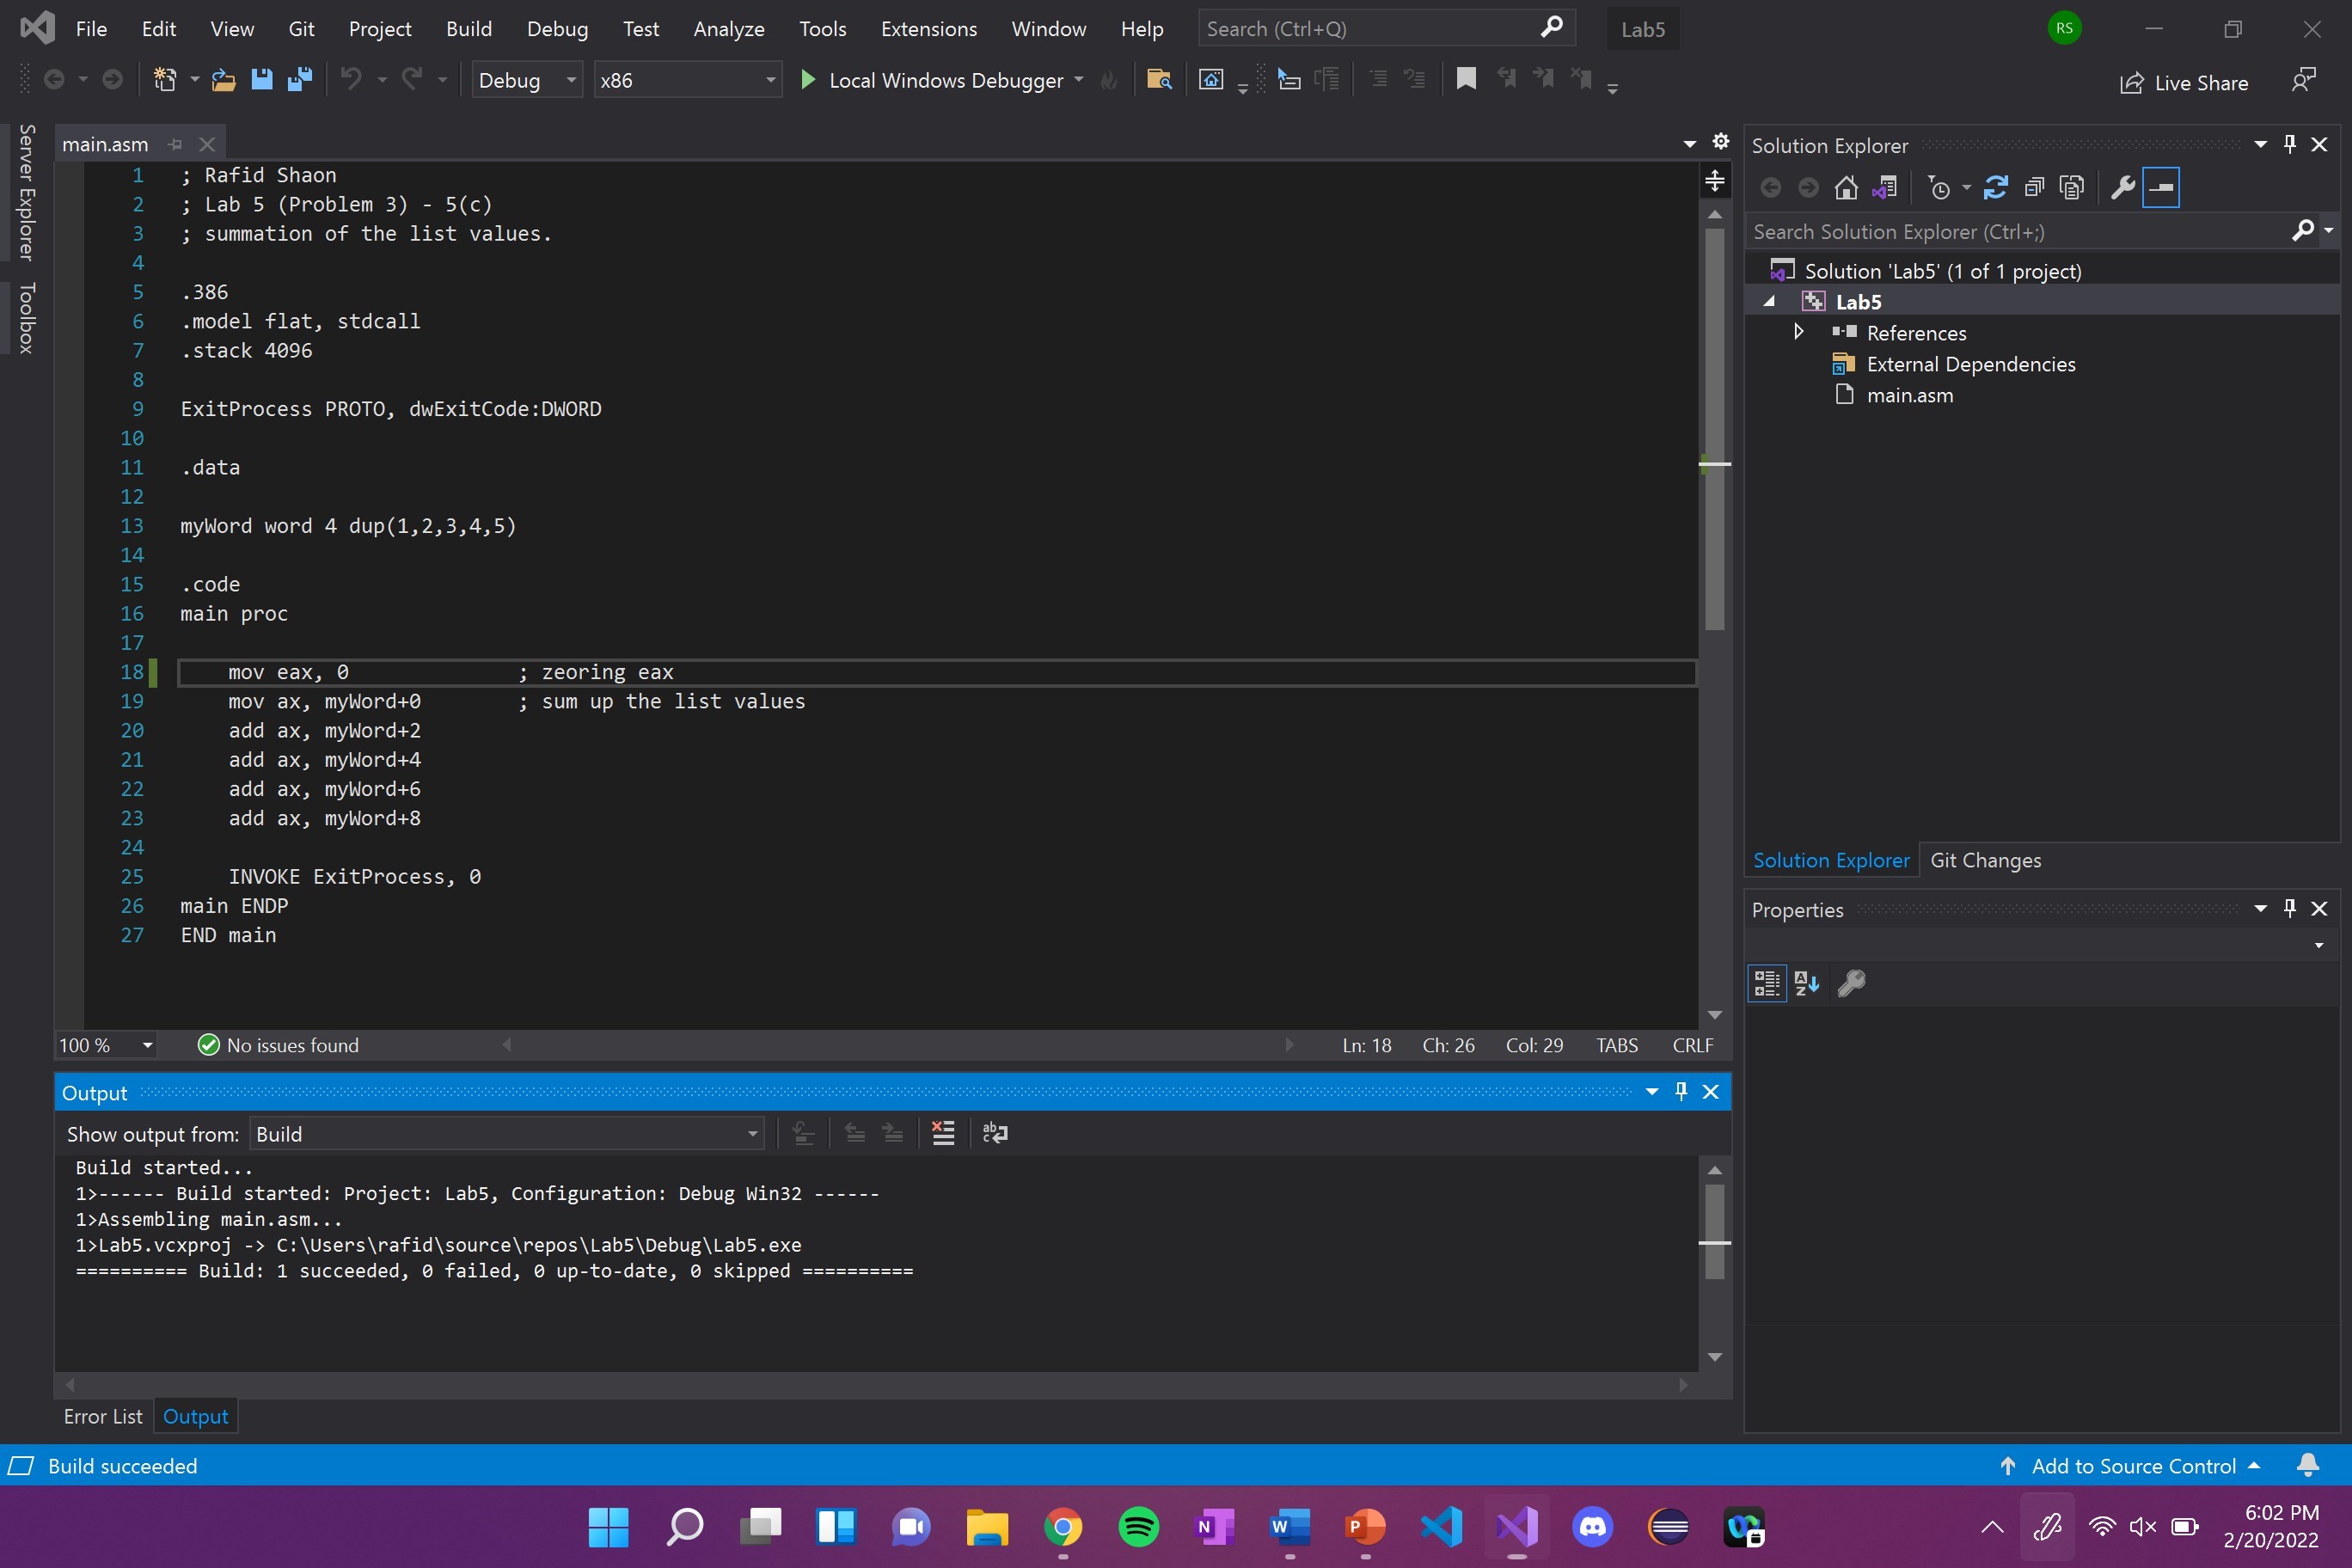 File Edit View Git Project Build Debug Test Analyze Tools Extensions Window Help Search (Ctrl+Q) Lab5 RS
Debug x86 Local Windows Debugger Live Share
Server Explorer
Toolbox
main.asm
1 ; Rafid Shaon
2 ; Lab 5 (Problem 3) - 5(c)
3 ; summation of the list values.
4
5 .386
6 .model flat, stdcall
7 .stack 4096
8
9 ExitProcess PROTO, dwExitCode:DWORD
10
11 .data
12
13 myWord word 4 dup(1,2,3,4,5)
14
15 .code
16 main proc
17
18 mov eax, 0 ; zeoring eax
19 mov ax, myWord+0 ; sum up the list values
20 add ax, myWord+2
21 add ax, myWord+4
22 add ax, myWord+6
23 add ax, myWord+8
24
25 INVOKE ExitProcess, 0
26 main ENDP
27 END main
100 % No issues found Ln: 18 Ch: 26 Col: 29 TABS CRLF
Output
Show output from: Build
Build started...
1>------ Build started: Project: Lab5, Configuration: Debug Win32 ------
1>Assembling main.asm...
1>Lab5.vcxproj -> C:\Users\rafid\source\repos\Lab5\Debug\Lab5.exe
========== Build: 1 succeeded, 0 failed, 0 up-to-date, 0 skipped ==========
Error List Output
Solution Explorer
Search Solution Explorer (Ctrl+;)
Solution 'Lab5' (1 of 1 project)
Lab5
References
External Dependencies
main.asm
Solution Explorer Git Changes
Properties
Build succeeded Add to Source Control
6:02 PM
2/20/2022